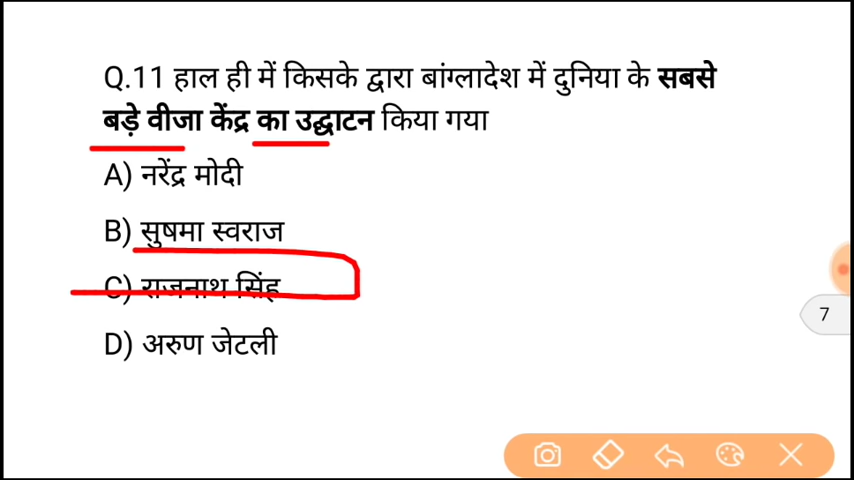 Q.11 हाल ही में किसके द्वारा बांग्लादेश में दुनिया के सबसे
बड़े वीजा केंद्र का उद्घाटन किया गया
A) नरेंद्र मोदी
B) सुषमा स्वराज
C) राजनाथ सिंह
D) अरुण जेटली
7